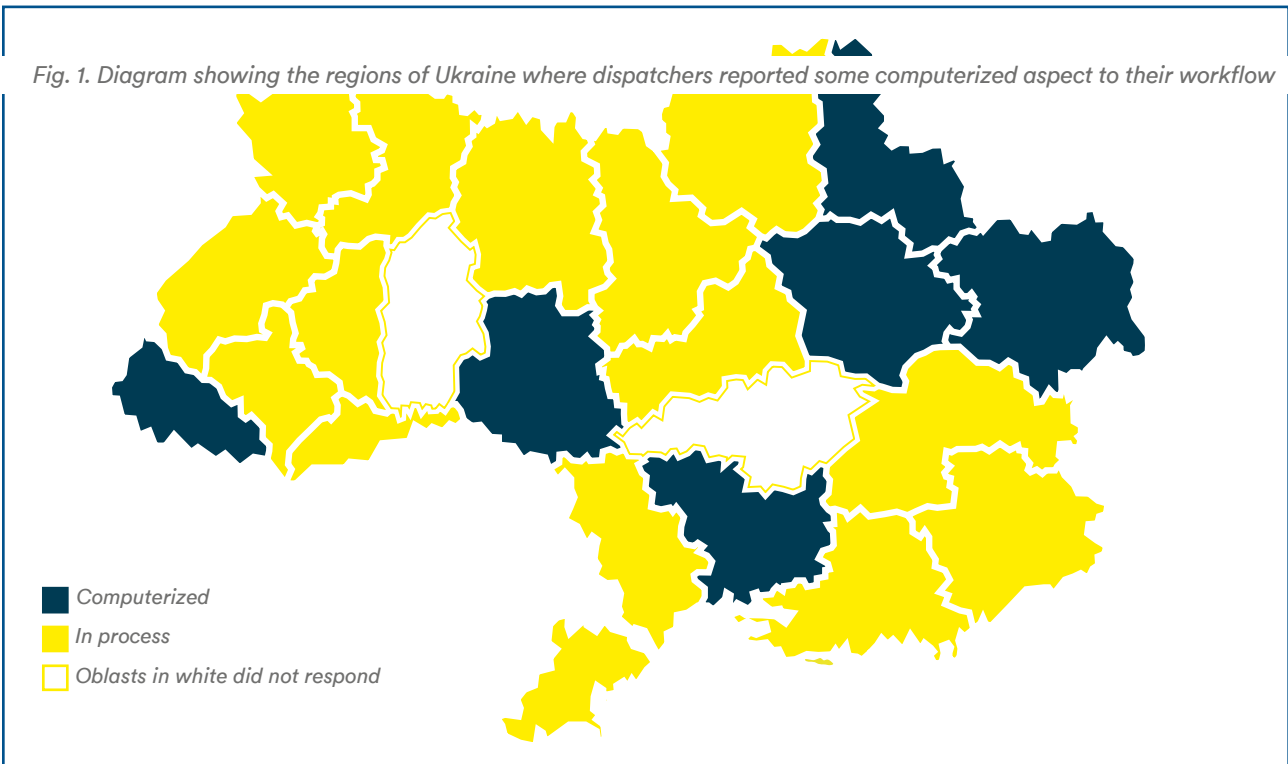 Fig. 1. Diagram showing the regions of Ukraine where dispatchers reported some computerized aspect to their workflow
Computerized
In process
Oblasts in white did not respond